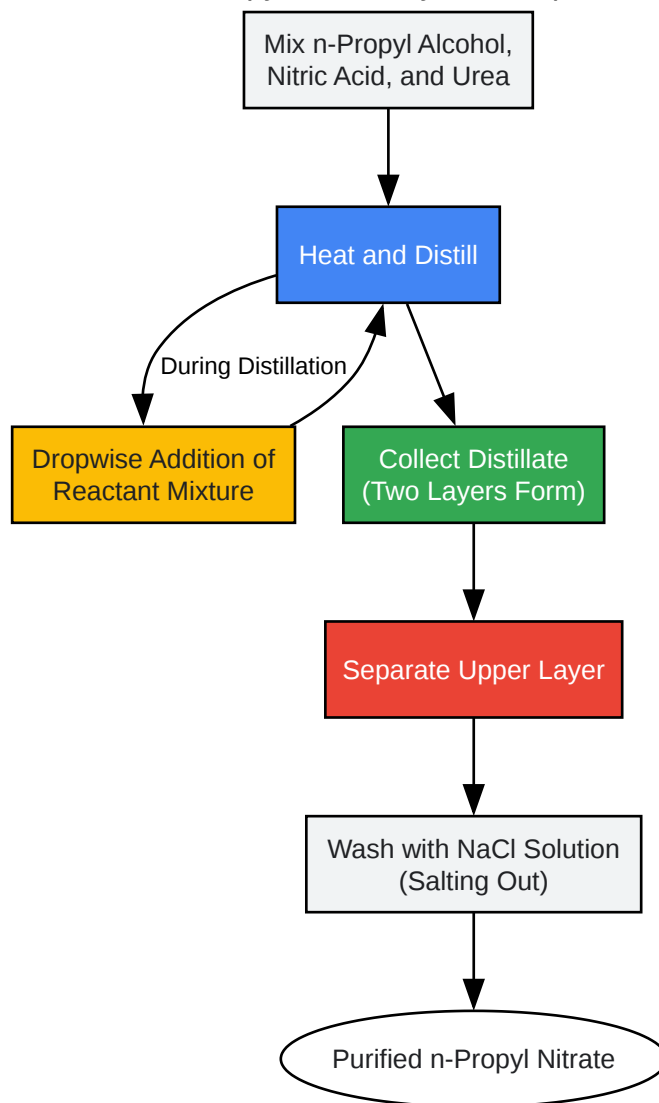 Mix n-Propyl Alcohol,
Nitric Acid, and Urea
Heat and Distill
During Distillation
Dropwise Addition of
Reactant Mixture
Collect Distillate
(Two Layers Form)
Separate Upper Layer
Wash with NaCl Solution
(Salting Out)
Purified n-Propyl Nitrate